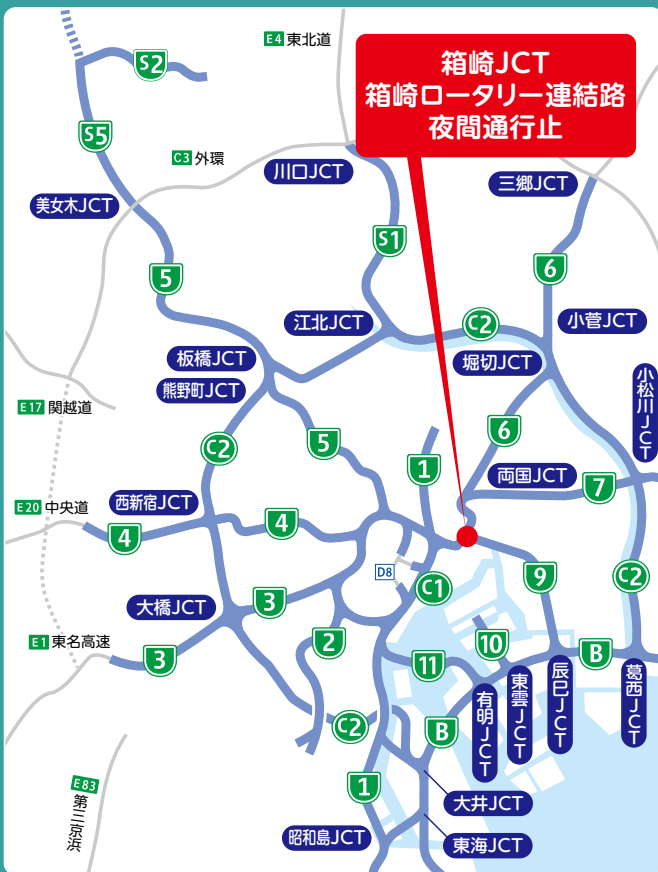 箱崎JCT
箱崎ロータリー連結路
夜間通行止
E4 東北道
S2
S5
C3 外環
川口JCT
三郷JCT
美女木JCT
S1
5
6
江北JCT
C2
小菅JCT
板橋JCT
堀切JCT
熊野町JCT
小松川JCT
E17 関越道
C2
5
6
1
両国JCT
7
E20 中央道
西新宿JCT
4
4
D8
C1
9
C2
大橋JCT
3
E1 東名高速
3
2
11
10
B
有明JCT
東雲JCT
辰巳JCT
葛西JCT
C2
B
E83 第三京浜
1
大井JCT
昭和島JCT
東海JCT